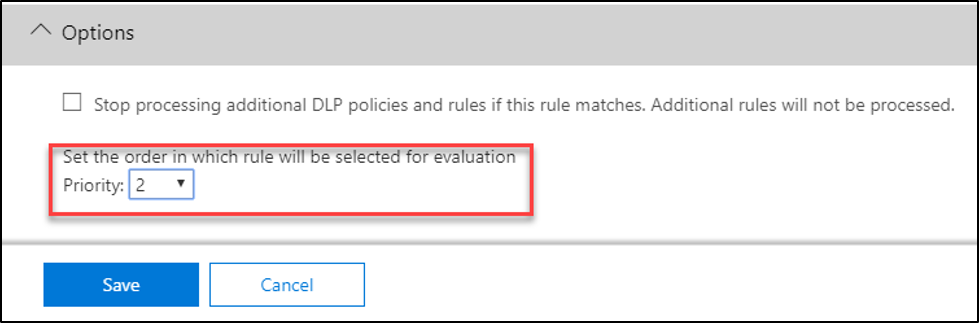 Options
Stop processing additional DLP policies and rules if this rule matches. Additional rules will not be processed.
Set the order in which rule will be selected for evaluation
Priority: 2
Save Cancel